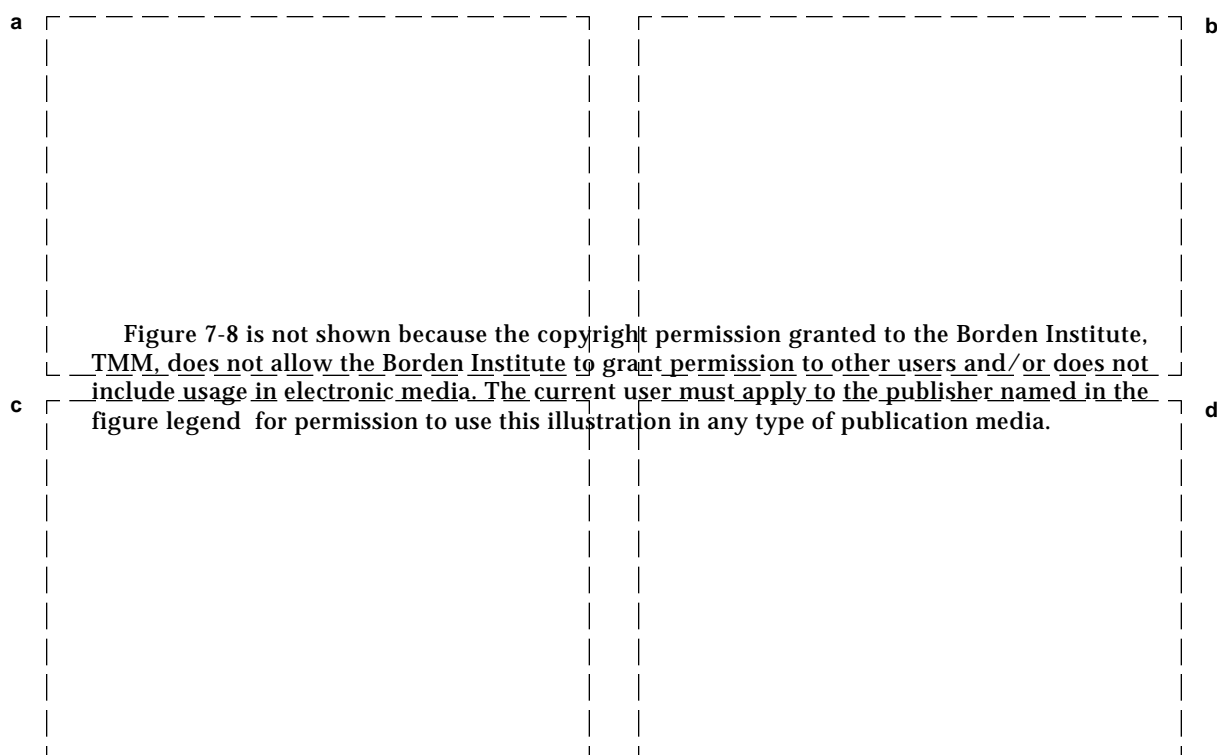 a
b
Figure 7-8 is not shown because the copyright permission granted to the Borden Institute,
TMM, does not allow the Borden Institute to grant permission to other users and/or does not
include usage in electronic media. The current user must apply to the publisher named in the
figure legend for permission to use this illustration in any type of publication media.
c
d